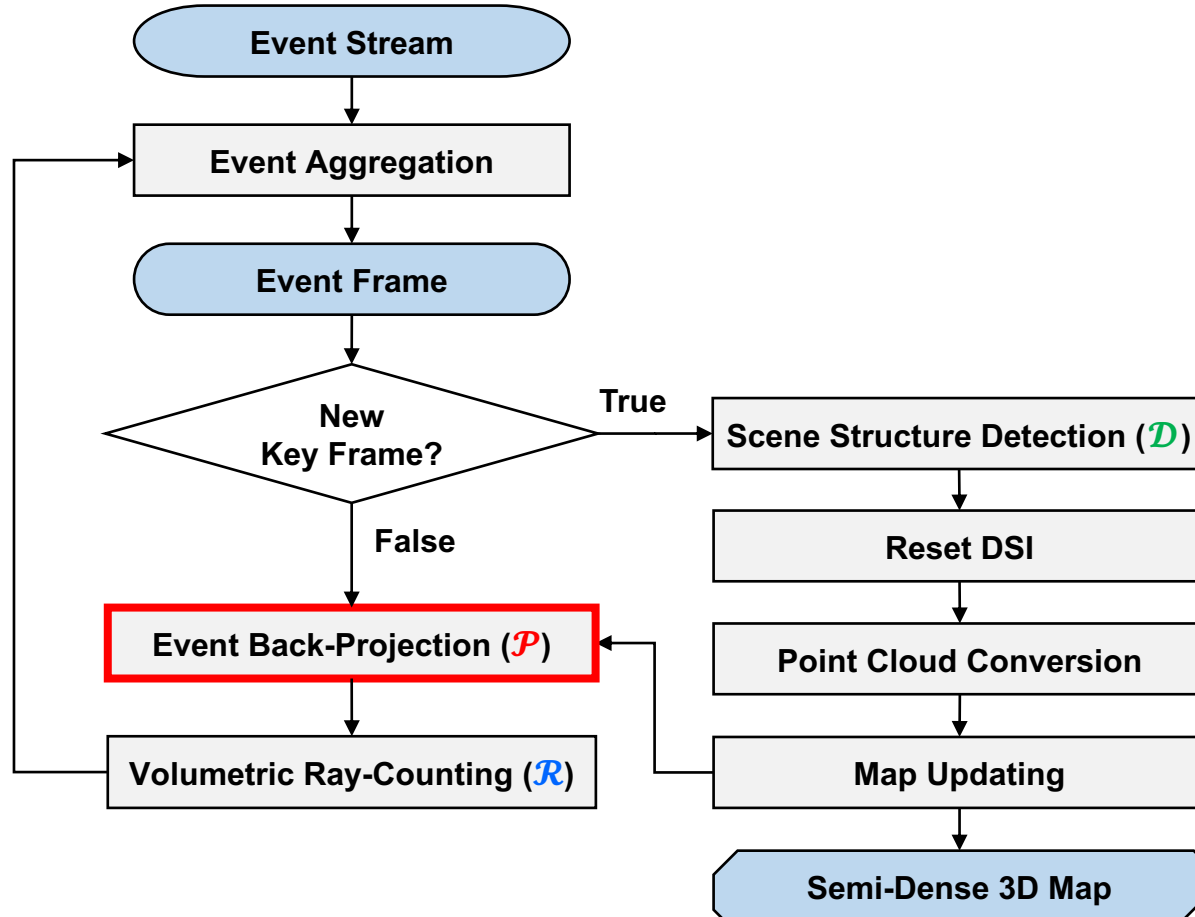 Event Stream
Event Aggregation
Event Frame
New
Key Frame?
True
False
Event Back-Projection (𝒫)
Volumetric Ray-Counting (ℛ)
Scene Structure Detection (𝒟)
Reset DSI
Point Cloud Conversion
Map Updating
Semi-Dense 3D Map